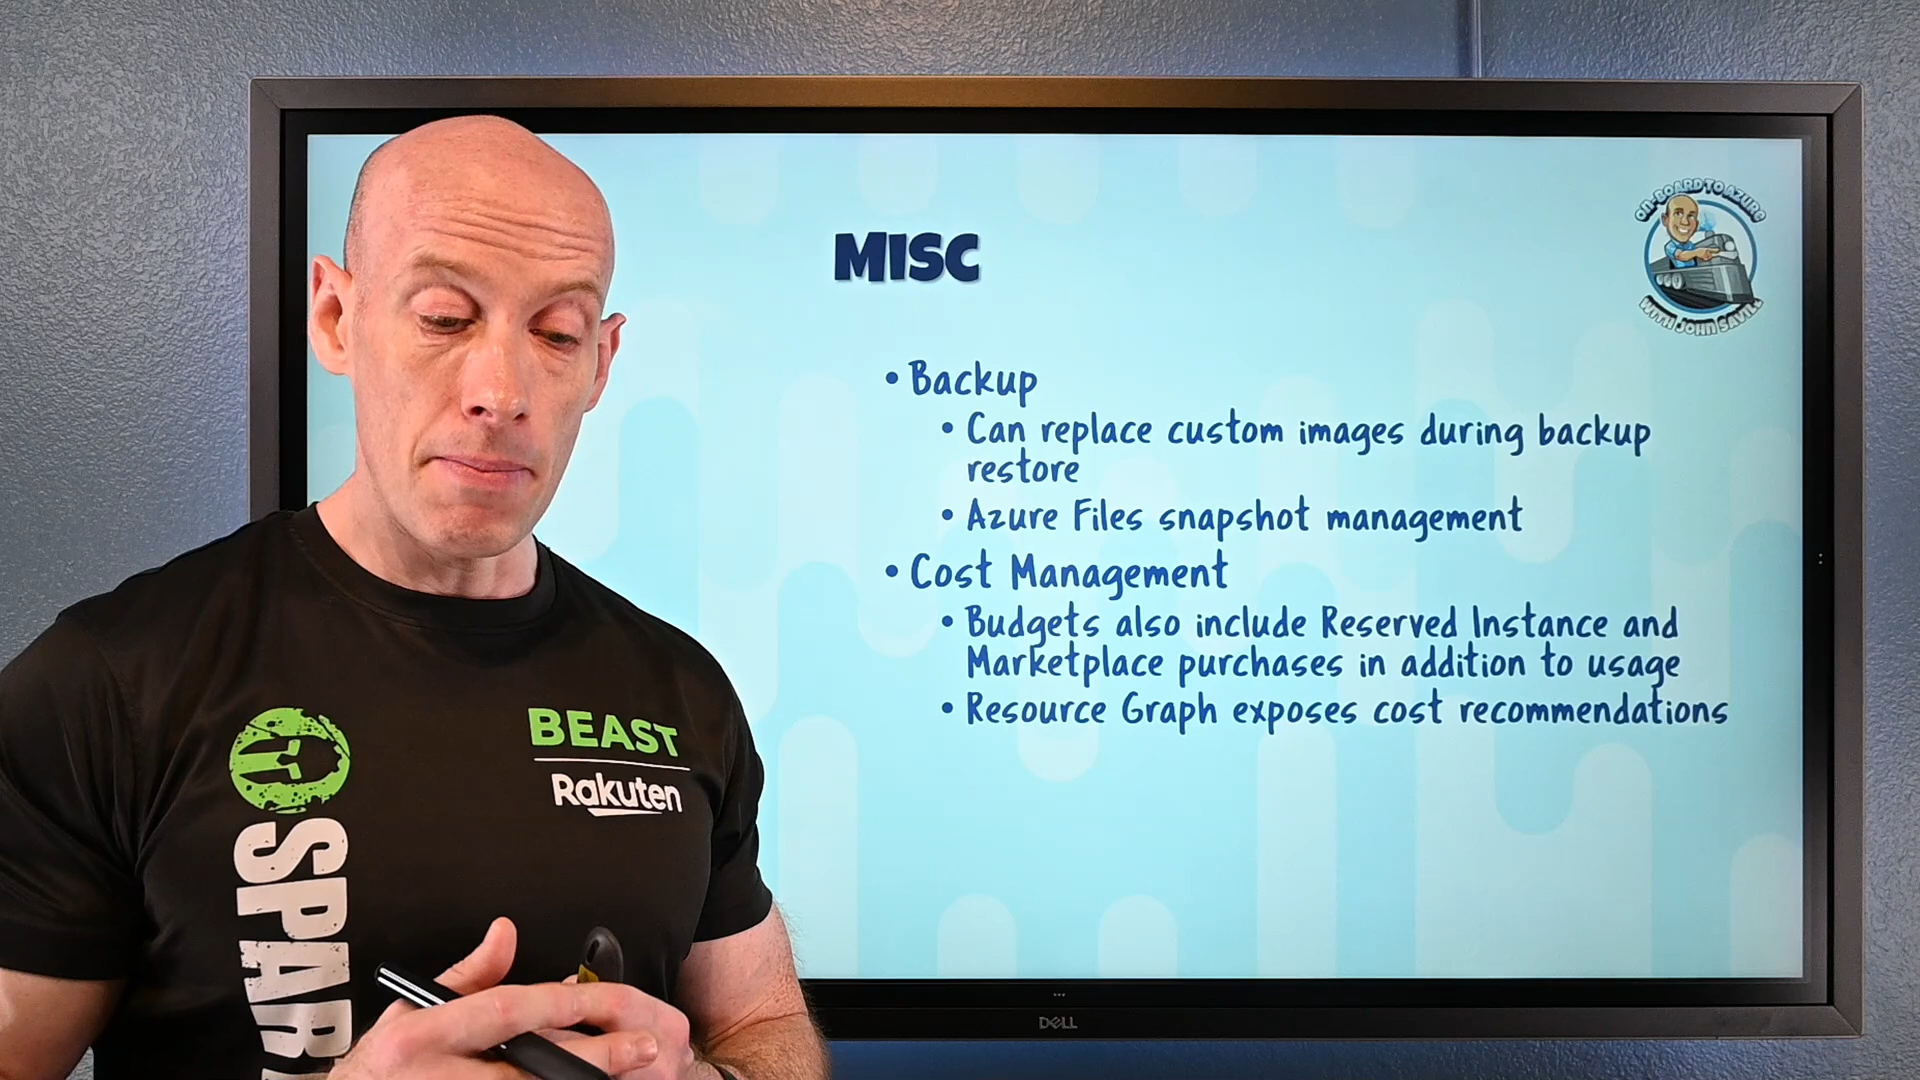 ON-BOARD TO AZURE
WITH JOHN SAVILL
MISC
• Backup
• Can replace custom images during backup
restore
• Azure Files snapshot management
• Cost Management
• Budgets also include Reserved Instance and
Marketplace purchases in addition to usage
• Resource Graph exposes cost recommendations
BEAST
Rakuten
SPAR
DELL